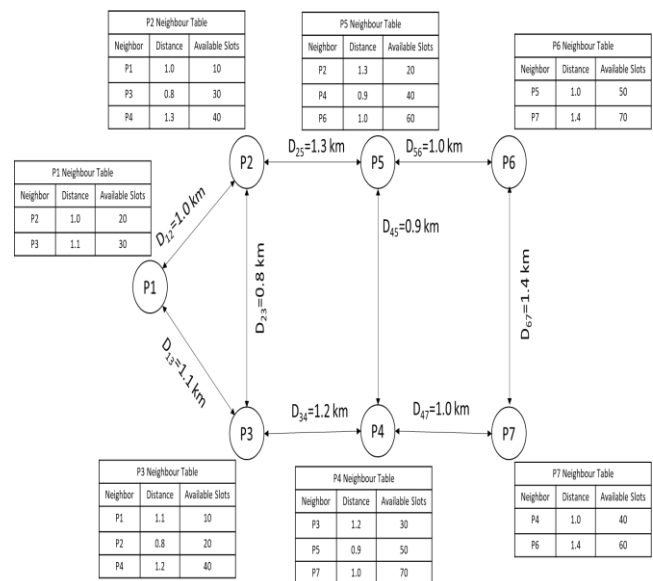 P2 Neighbour Table
Neighbor Distance Available Slots
P1 1.0 10
P3 0.8 30
P4 1.3 40
P5 Neighbour Table
Neighbor Distance Available Slots
P2 1.3 20
P4 0.9 40
P6 1.0 60
P6 Neighbour Table
Neighbor Distance Available Slots
P5 1.0 50
P7 1.4 70
P1 Neighbour Table
Neighbor Distance Available Slots
P2 1.0 20
P3 1.1 30
P2
D25=1.3 km
P5
D56=1.0 km
P6
D12=1.0 km
D23=0.8 km
D45=0.9 km
D67=1.4 km
P1
D13=1.1 km
P3
D34=1.2 km
P4
D47=1.0 km
P7
P3 Neighbour Table
Neighbor Distance Available Slots
P1 1.1 10
P2 0.8 20
P4 1.2 40
P4 Neighbour Table
Neighbor Distance Available Slots
P3 1.2 30
P5 0.9 50
P7 1.0 70
P7 Neighbour Table
Neighbor Distance Available Slots
P4 1.0 40
P6 1.4 60